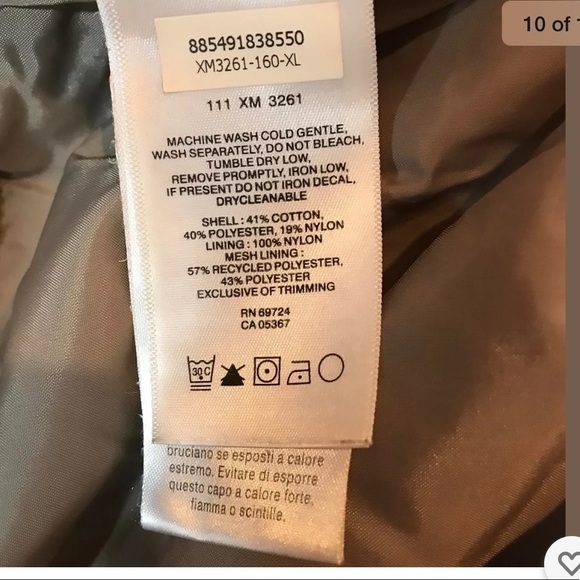 10 of
885491838550
XM3261-160-XL
111 XM 3261
MACHINE WASH COLD GENTLE,
WASH SEPARATELY, DO NOT BLEACH,
TUMBLE DRY LOW,
REMOVE PROMPTLY, IRON LOW,
IF PRESENT DO NOT IRON DECAL,
DRYCLEANABLE
SHELL : 41% COTTON,
40% POLYESTER, 19% NYLON
LINING : 100% NYLON
MESH LINING :
57% RECYCLED POLYESTER,
43% POLYESTER
EXCLUSIVE OF TRIMMING
RN 69724
CA 05367
30 C
bruciano se esposti a calore
estremo. Evitare di esporre
questo capo a calore forte,
fiamma o scintille.